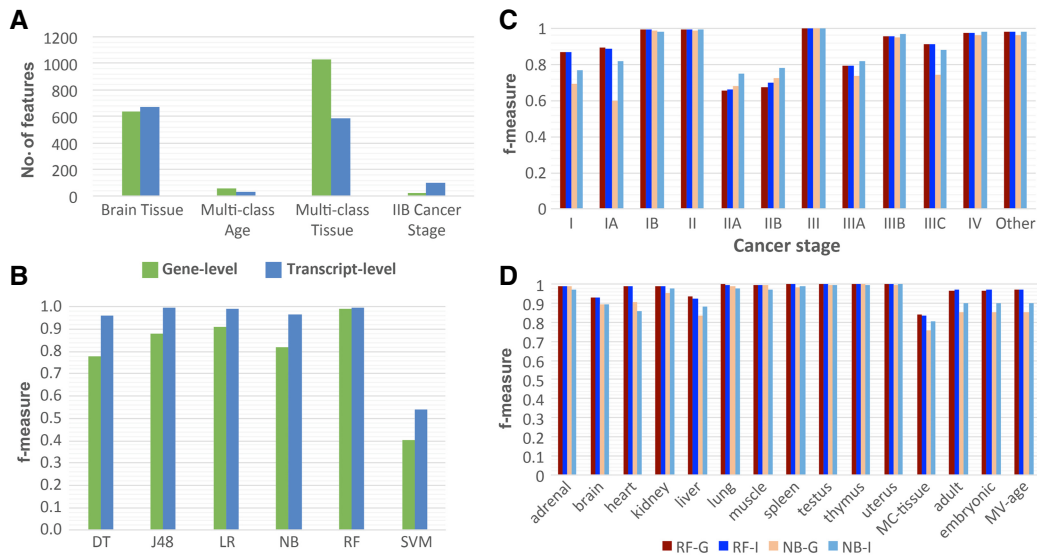 A
1200
1000
800
600
400
200
0
No. of features
Brain Tissue
Multi-class
Age
Multi-class
Tissue
IIB Cancer
Stage
Gene-level
Transcript-level
B
1.0
0.9
0.8
0.7
0.6
0.5
0.4
0.3
0.2
0.1
0.0
f-measure
DT
J48
LR
NB
RF
SVM
C
1
0.8
0.6
0.4
0.2
0
f-measure
I
IA
IB
II
IIA
IIB
III
IIIA
IIIB
IIIC
IV
Other
Cancer stage
D
1
0.9
0.8
0.7
0.6
0.5
0.4
0.3
0.2
0.1
0
f-measure
adrenal
brain
heart
kidney
liver
lung
muscle
spleen
testus
thymus
uterus
MC-tissue
adult
embryonic
MV-age
RF-G
RF-I
NB-G
NB-I